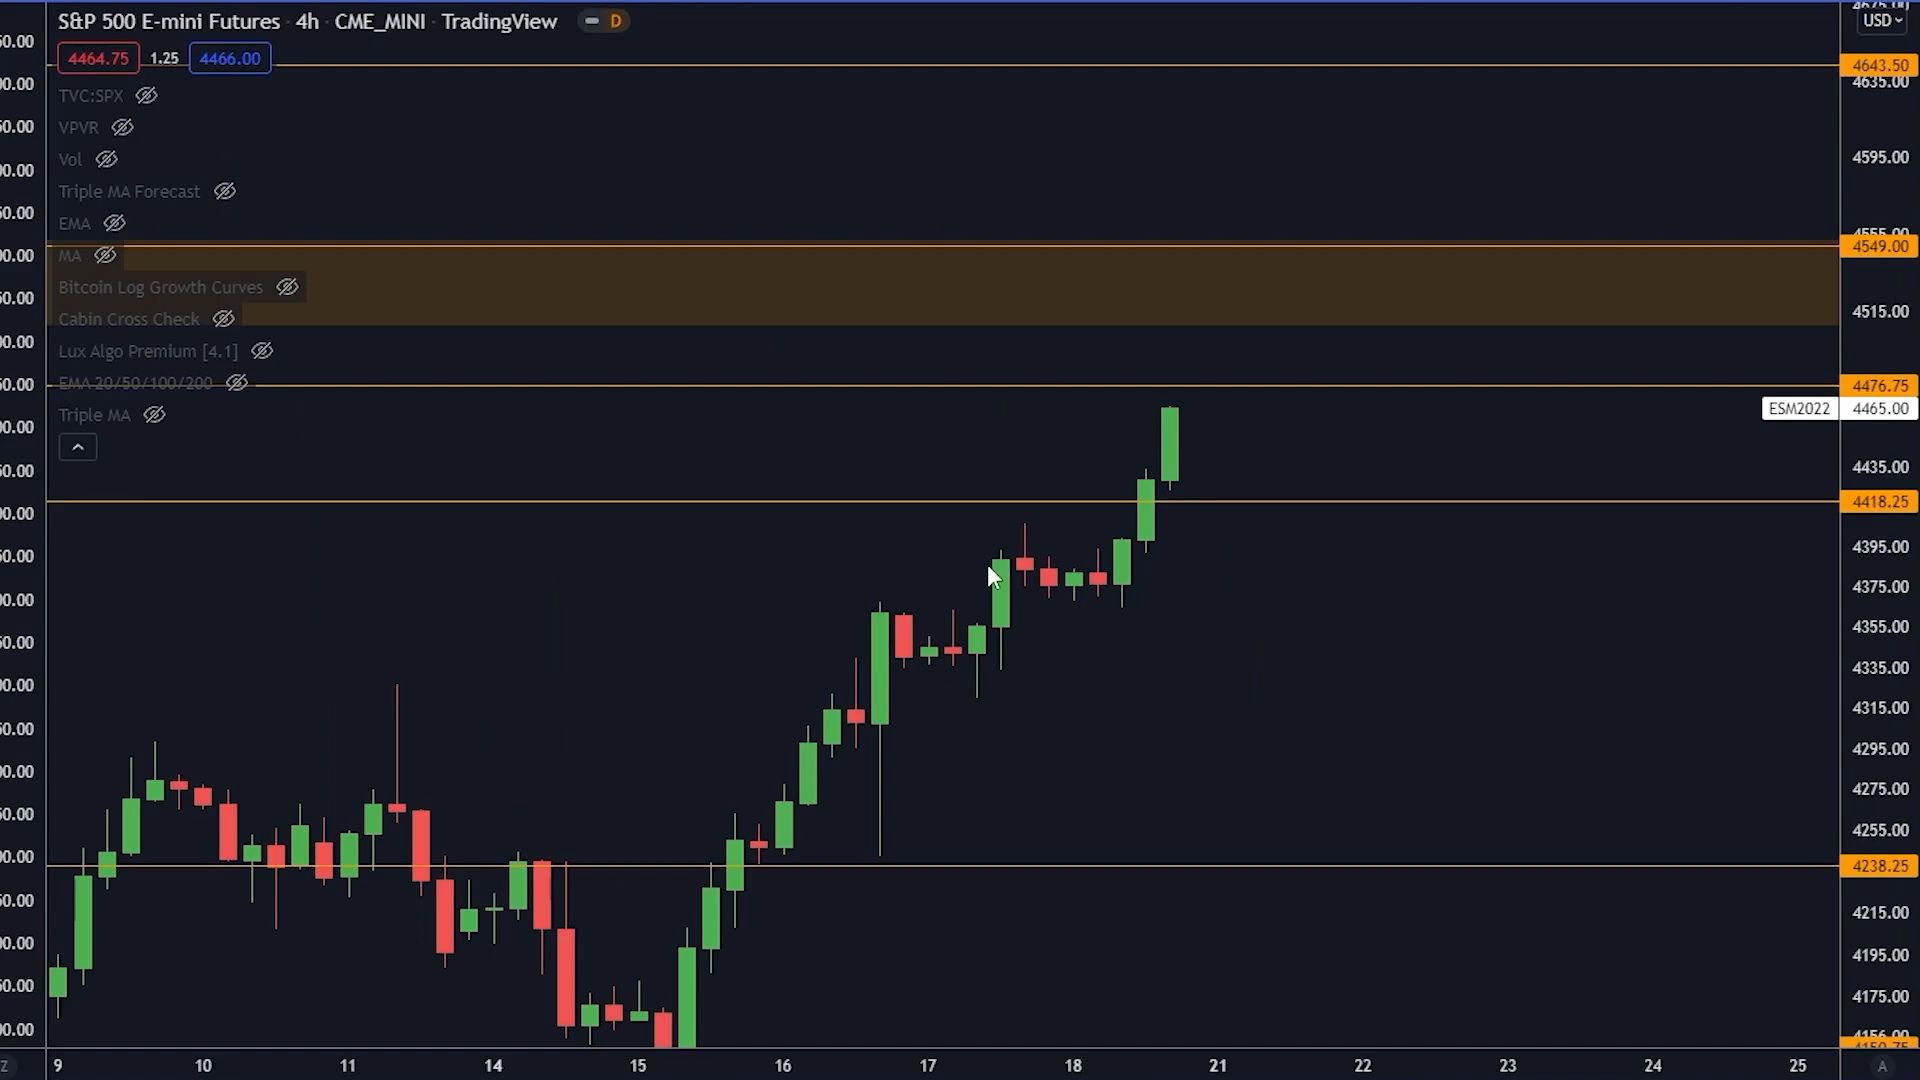 S&P 500 E-mini Futures · 4h · CME_MINI · TradingView D
4464.75 1.25 4466.00
TVC:SPX
VPVR
Vol
Triple MA Forecast
EMA
MA
Bitcoin Log Growth Curves
Cabin Cross Check
Lux Algo Premium [4.1]
EMA 20/50/100/200
Triple MA
USD
4643.50
4635.00
4595.00
4555.00
4549.00
4515.00
4476.75
ESM2022 4465.00
4435.00
4418.25
4395.00
4375.00
4355.00
4335.00
4315.00
4295.00
4275.00
4255.00
4238.25
4215.00
4195.00
4175.00
9 10 11 14 15 16 17 18 21 22 23 24 25
Z A